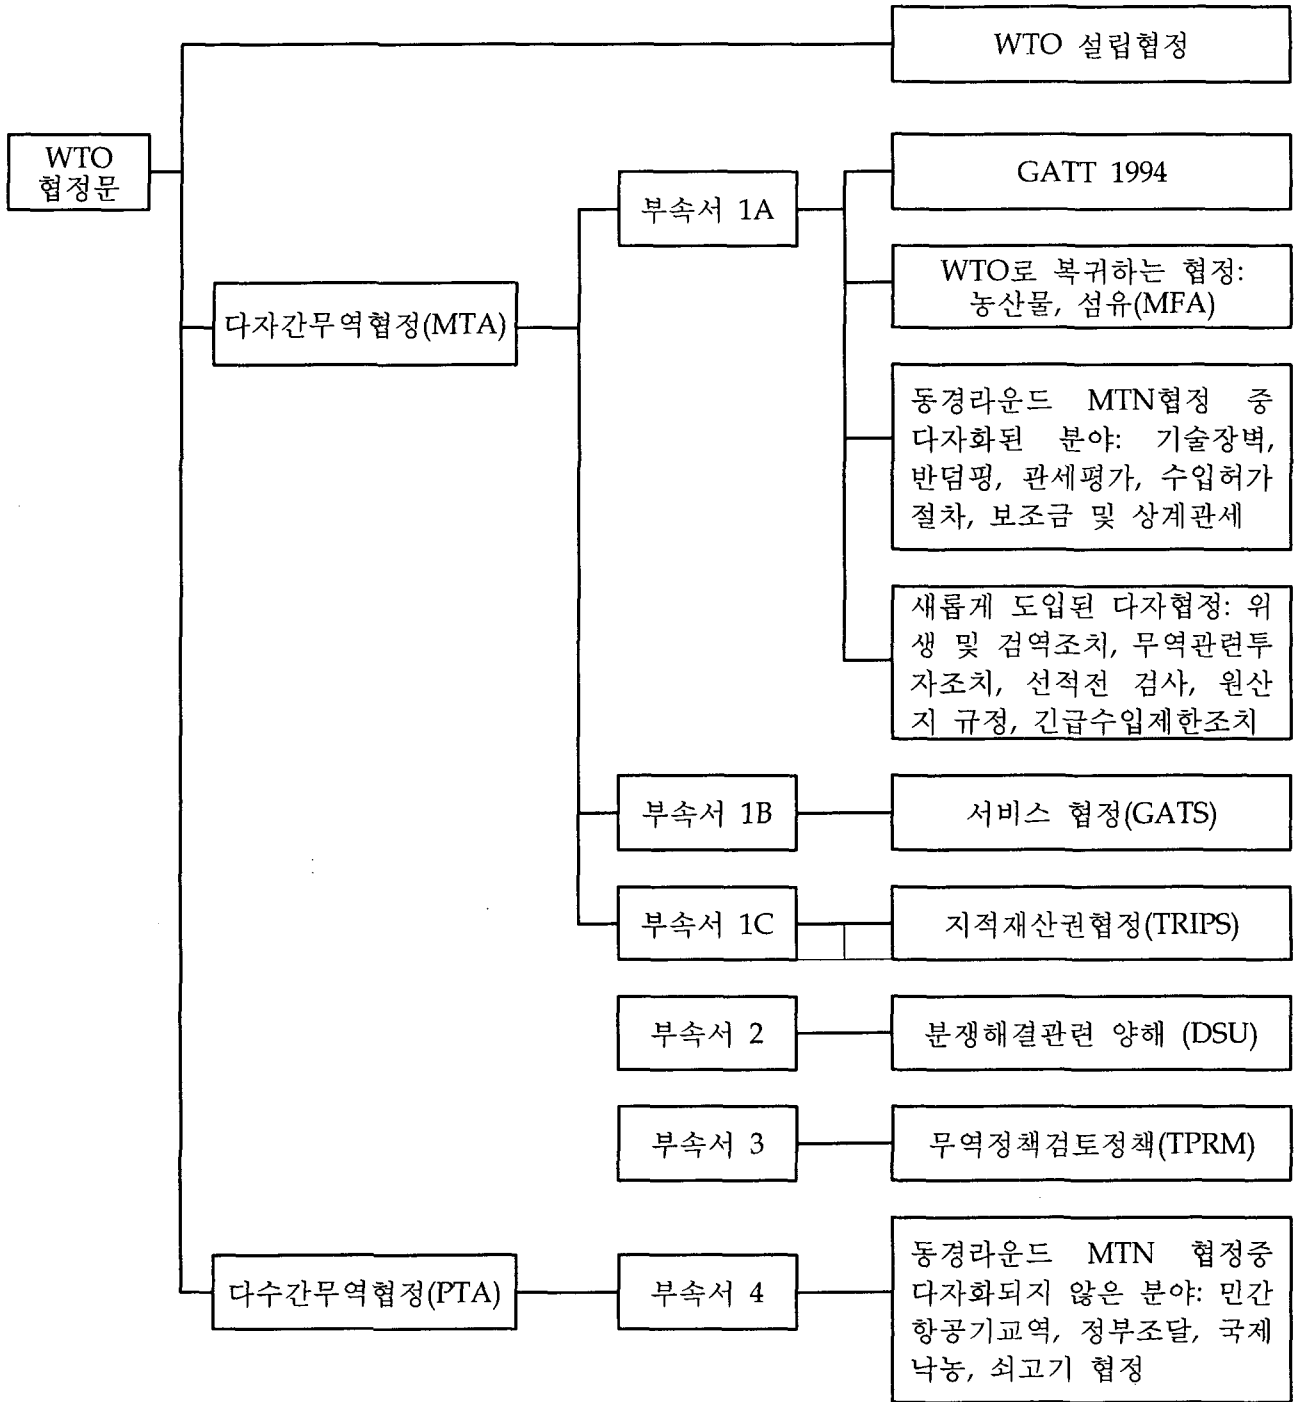 WTO 설립협정
WTO
협정문
GATT 1994
부속서 1A
WTO로 복귀하는 협정:
농산물, 섬유(MFA)
다자간무역협정(MTA)
동경라운드 MTN협정 중
다자화된 분야: 기술장벽,
반덤핑, 관세평가, 수입허가
절차, 보조금 및 상계관세
새롭게 도입된 다자협정: 위
생 및 검역조치, 무역관련투
자조치, 선적전 검사, 원산
지 규정, 긴급수입제한조치
부속서 1B
서비스 협정(GATS)
부속서 1C
지적재산권협정(TRIPS)
부속서 2
분쟁해결관련 양해 (DSU)
부속서 3
무역정책검토정책(TPRM)
다수간무역협정(PTA)
부속서 4
동경라운드 MTN 협정중
다자화되지 않은 분야: 민간
항공기교역, 정부조달, 국제
낙농, 쇠고기 협정